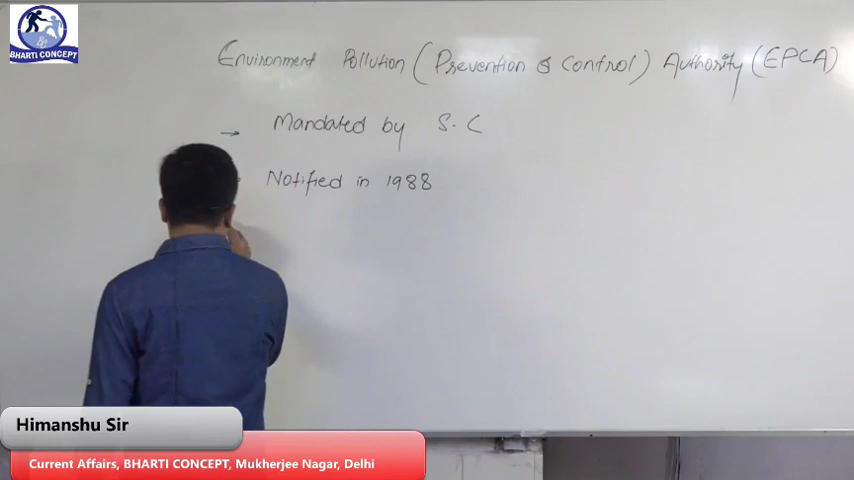 BHARTI CONCEPT
Environment Pollution (Prevention & Control) Authority (EPCA)
→ Mandated by S.C
Notified in 1988
Himanshu Sir
Current Affairs, BHARTI CONCEPT, Mukherjee Nagar, Delhi